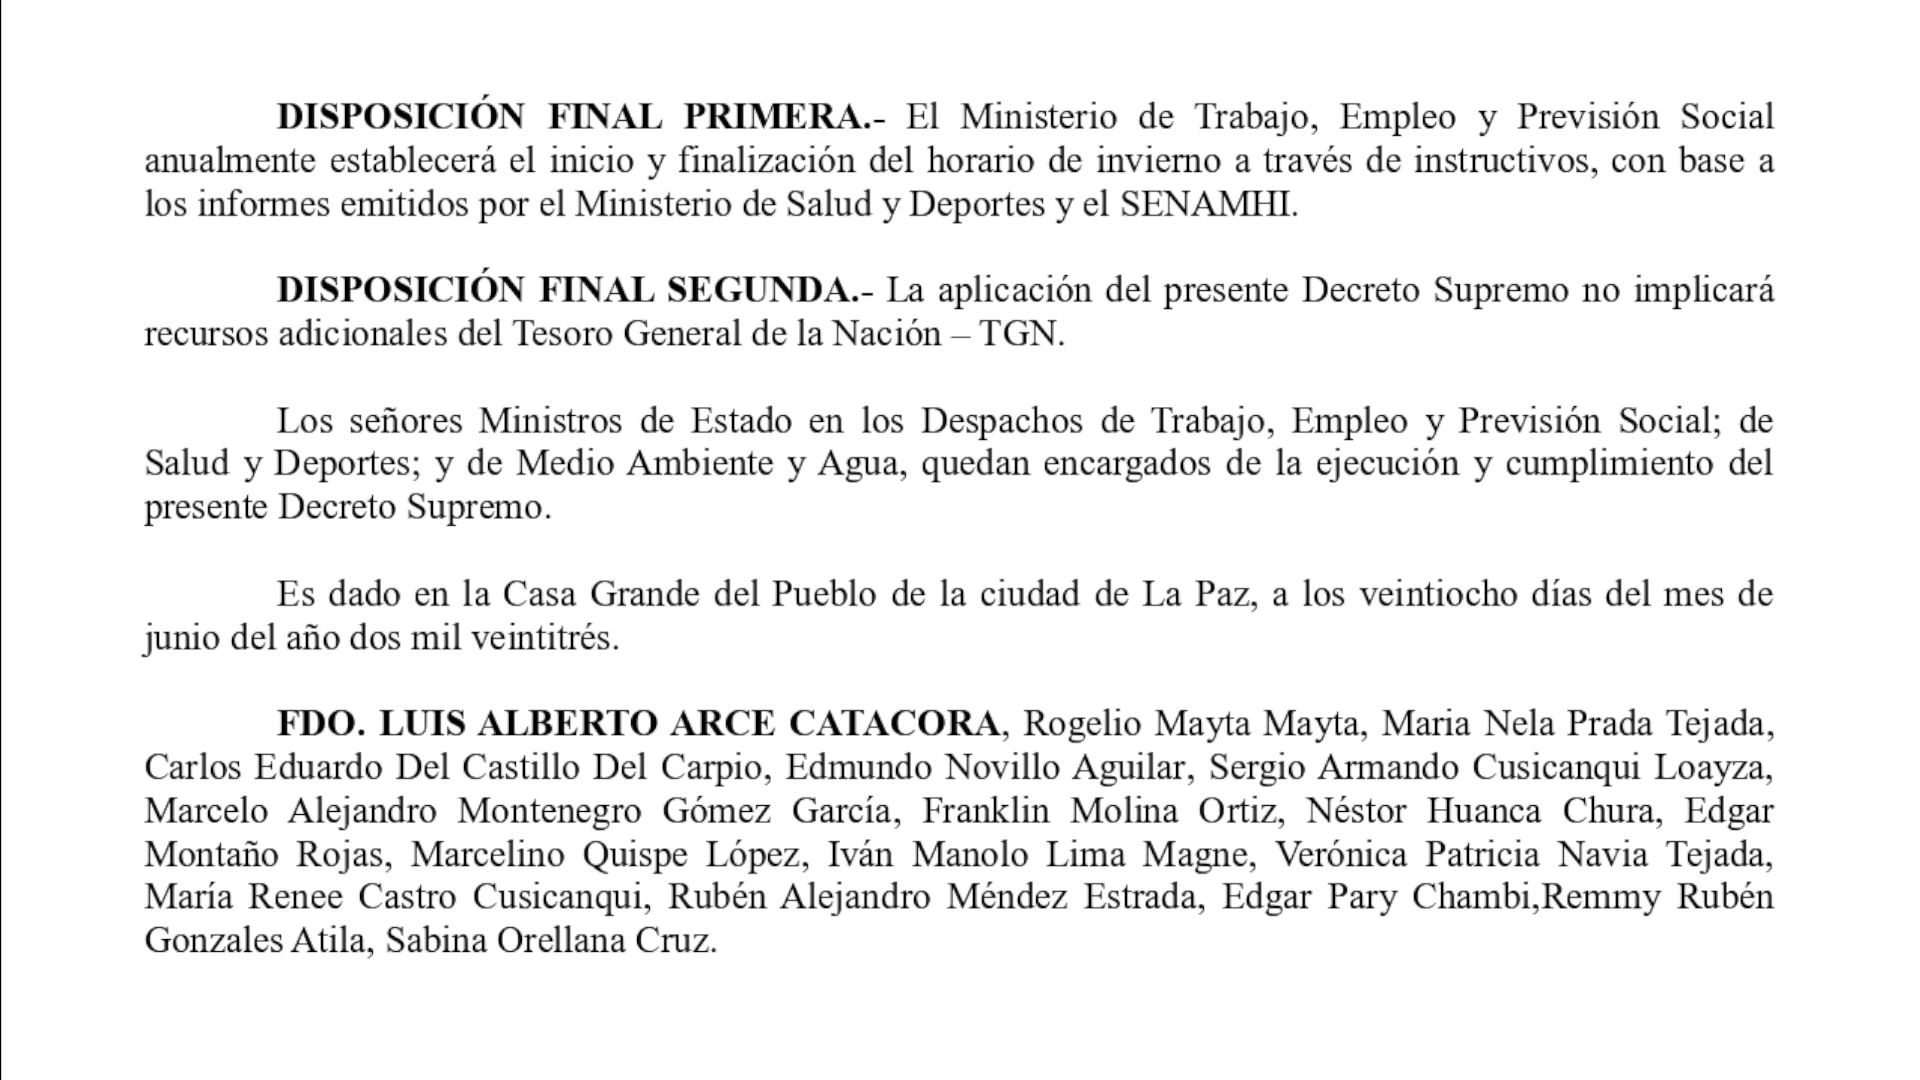 DISPOSICIÓN FINAL PRIMERA.- El Ministerio de Trabajo, Empleo y Previsión Social
anualmente establecerá el inicio y finalización del horario de invierno a través de instructivos, con base a
los informes emitidos por el Ministerio de Salud y Deportes y el SENAMHI.
DISPOSICIÓN FINAL SEGUNDA.- La aplicación del presente Decreto Supremo no implicará
recursos adicionales del Tesoro General de la Nación – TGN.
Los señores Ministros de Estado en los Despachos de Trabajo, Empleo y Previsión Social; de
Salud y Deportes; y de Medio Ambiente y Agua, quedan encargados de la ejecución y cumplimiento del
presente Decreto Supremo.
Es dado en la Casa Grande del Pueblo de la ciudad de La Paz, a los veintiocho días del mes de
junio del año dos mil veintitrés.
FDO. LUIS ALBERTO ARCE CATACORA, Rogelio Mayta Mayta, Maria Nela Prada Tejada,
Carlos Eduardo Del Castillo Del Carpio, Edmundo Novillo Aguilar, Sergio Armando Cusicanqui Loayza,
Marcelo Alejandro Montenegro Gómez García, Franklin Molina Ortiz, Néstor Huanca Chura, Edgar
Montaño Rojas, Marcelino Quispe López, Iván Manolo Lima Magne, Verónica Patricia Navia Tejada,
María Renee Castro Cusicanqui, Rubén Alejandro Méndez Estrada, Edgar Pary Chambi,Remmy Rubén
Gonzales Atila, Sabina Orellana Cruz.